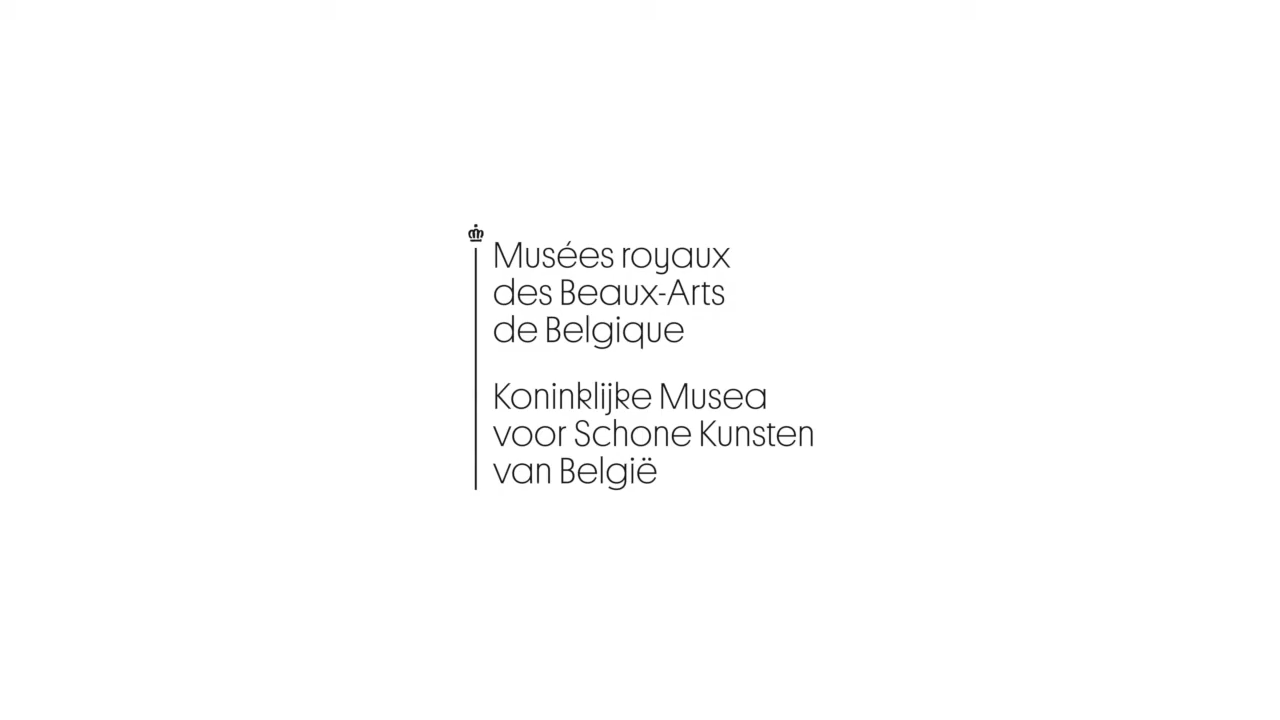 Musées royaux
des Beaux-Arts
de Belgique
Koninklijke Musea
voor Schone Kunsten
van België